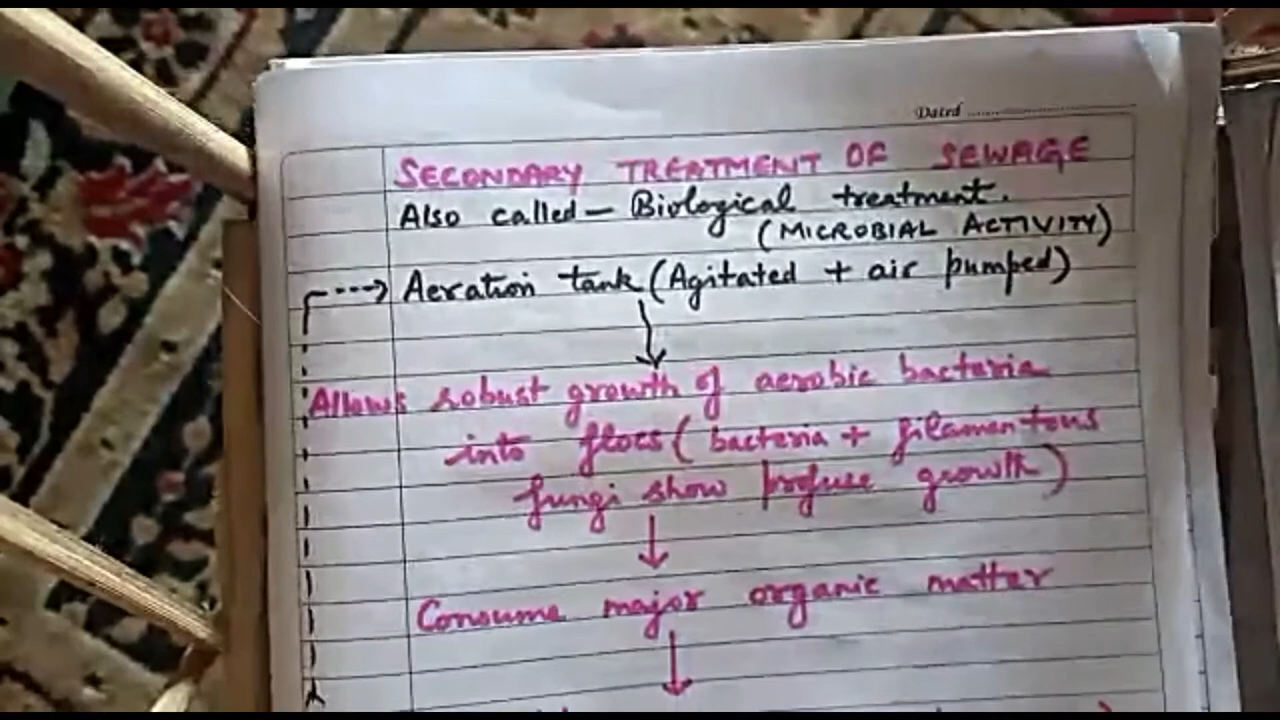 Dated ....................
SECONDARY TREATMENT OF SEWAGE
Also called — Biological treatment.
(MICROBIAL ACTIVITY)
Aeration tank (Agitated + air pumped)
Allows robust growth of aerobic bacteria
into flocs (bacteria + filamentous
fungi show profuse growth)
Consume major organic matter